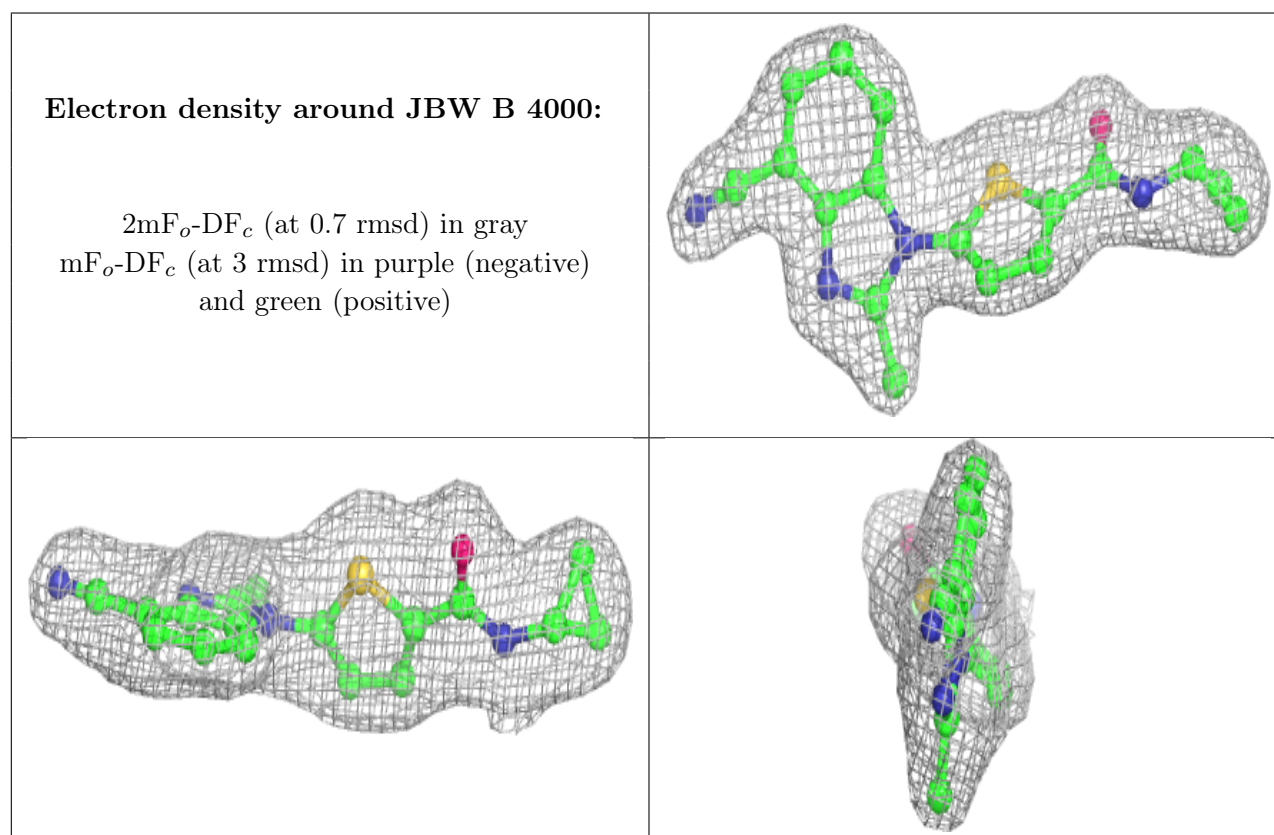 Electron density around JBW B 4000:
2mFₒ-DF𝒸 (at 0.7 rmsd) in gray
mFₒ-DF𝒸 (at 3 rmsd) in purple (negative)
and green (positive)